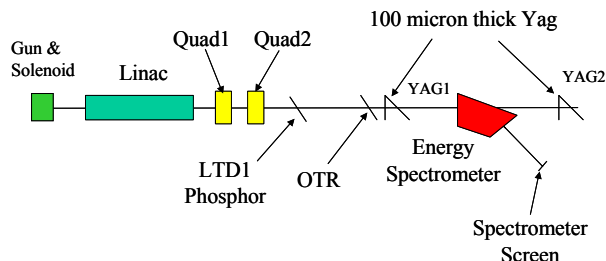 100 micron thick Yag
Quad1
Quad2
Gun &
Solenoid
Linac
YAG1
YAG2
LTD1
Phosphor
OTR
Energy
Spectrometer
Spectrometer
Screen